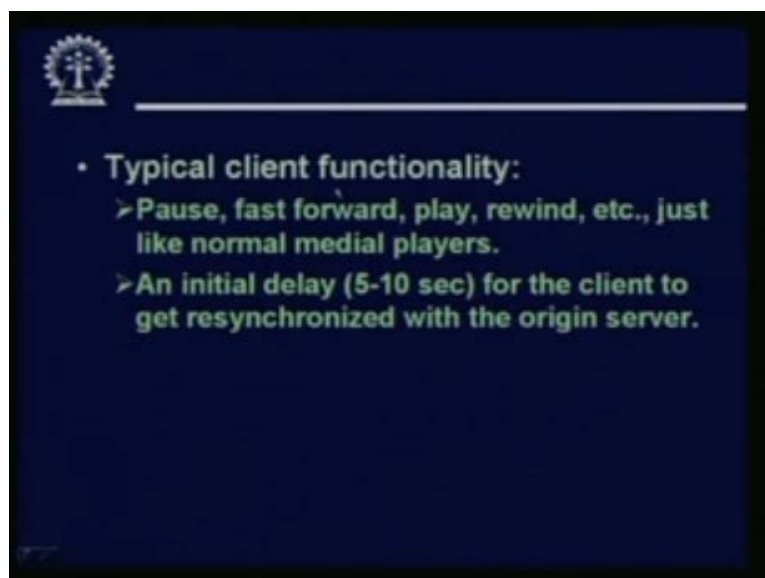 • Typical client functionality:
➢Pause, fast forward, play, rewind, etc., just
like normal medial players.
➢An initial delay (5-10 sec) for the client to
get resynchronized with the origin server.